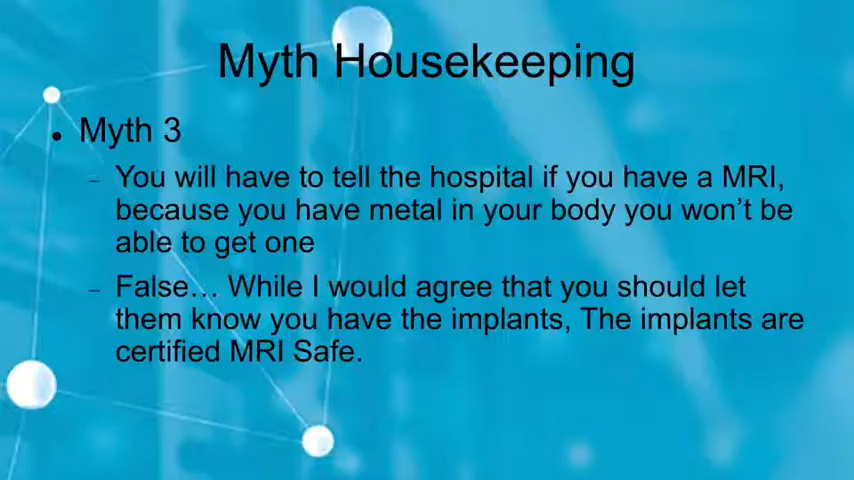 Myth Housekeeping
● Myth 3
– You will have to tell the hospital if you have a MRI,
because you have metal in your body you won’t be
able to get one
– False… While I would agree that you should let
them know you have the implants, The implants are
certified MRI Safe.